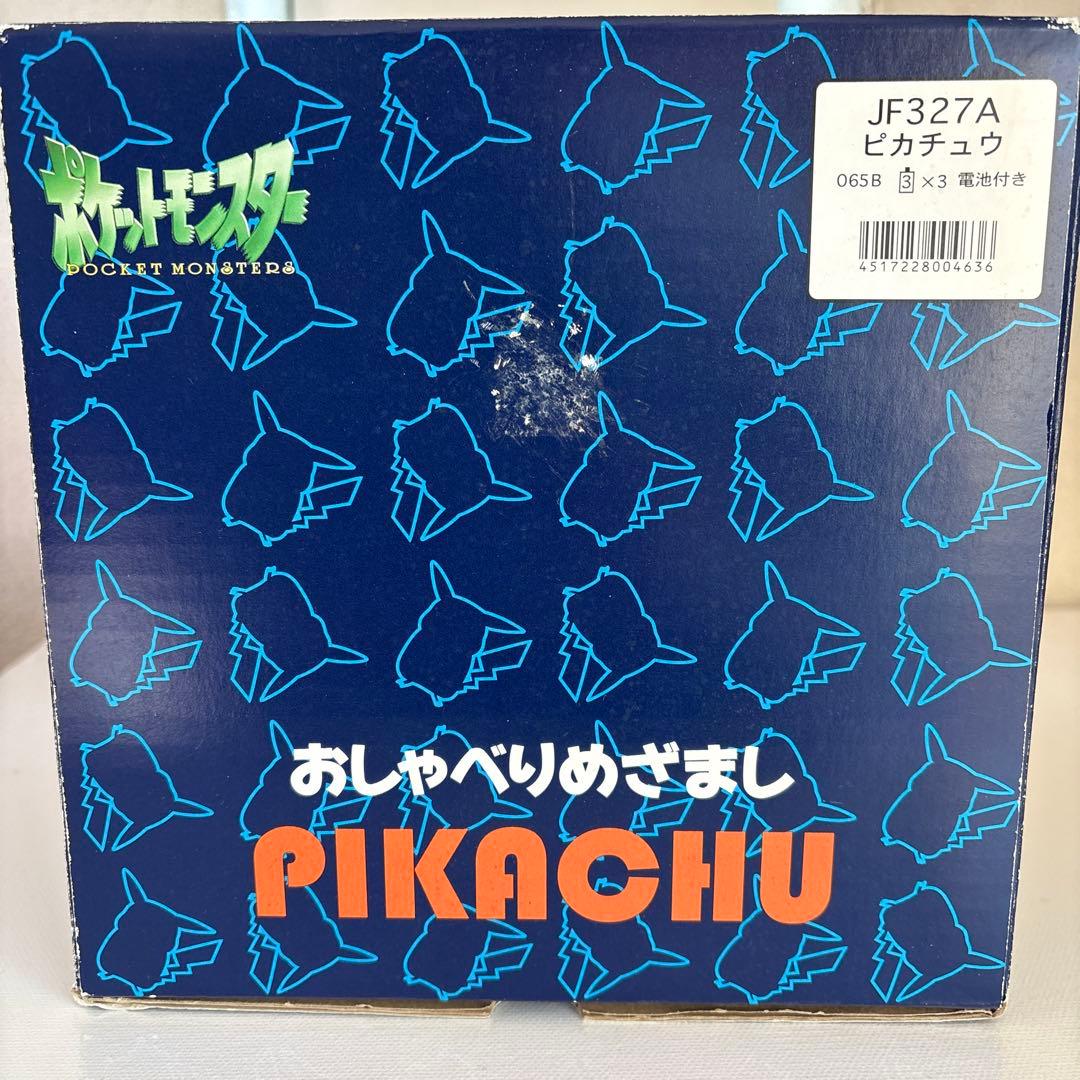 ポケットモンスター
POCKET MONSTERS
JF327A
ピカチュウ
065B 3 ×3 電池付き
4517228004636
おしゃべりめざまし
PIKACHU